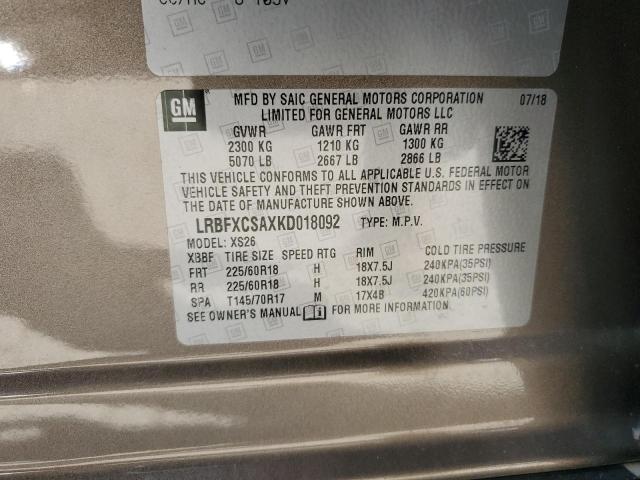 GM
MFD BY SAIC GENERAL MOTORS CORPORATION 07/18
LIMITED FOR GENERAL MOTORS LLC
GVWR GAWR FRT GAWR RR
2300 KG 1210 KG 1300 KG
5070 LB 2667 LB 2866 LB
THIS VEHICLE CONFORMS TO ALL APPLICABLE U.S. FEDERAL MOTOR
VEHICLE SAFETY AND THEFT PREVENTION STANDARDS IN EFFECT ON
THE DATE OF MANUFACTURE SHOWN ABOVE.
LRBFXCSAXKD018092 TYPE: M.P.V.
MODEL: XS26
XBBF TIRE SIZE SPEED RTG RIM COLD TIRE PRESSURE
FRT 225/60R18 H 18X7.5J 240KPA(35PSI)
RR 225/60R18 H 18X7.5J 240KPA(35PSI)
SPA T145/70R17 M 17X4B 420KPA(60PSI)
SEE OWNER'S MANUAL FOR MORE INFORMATION.